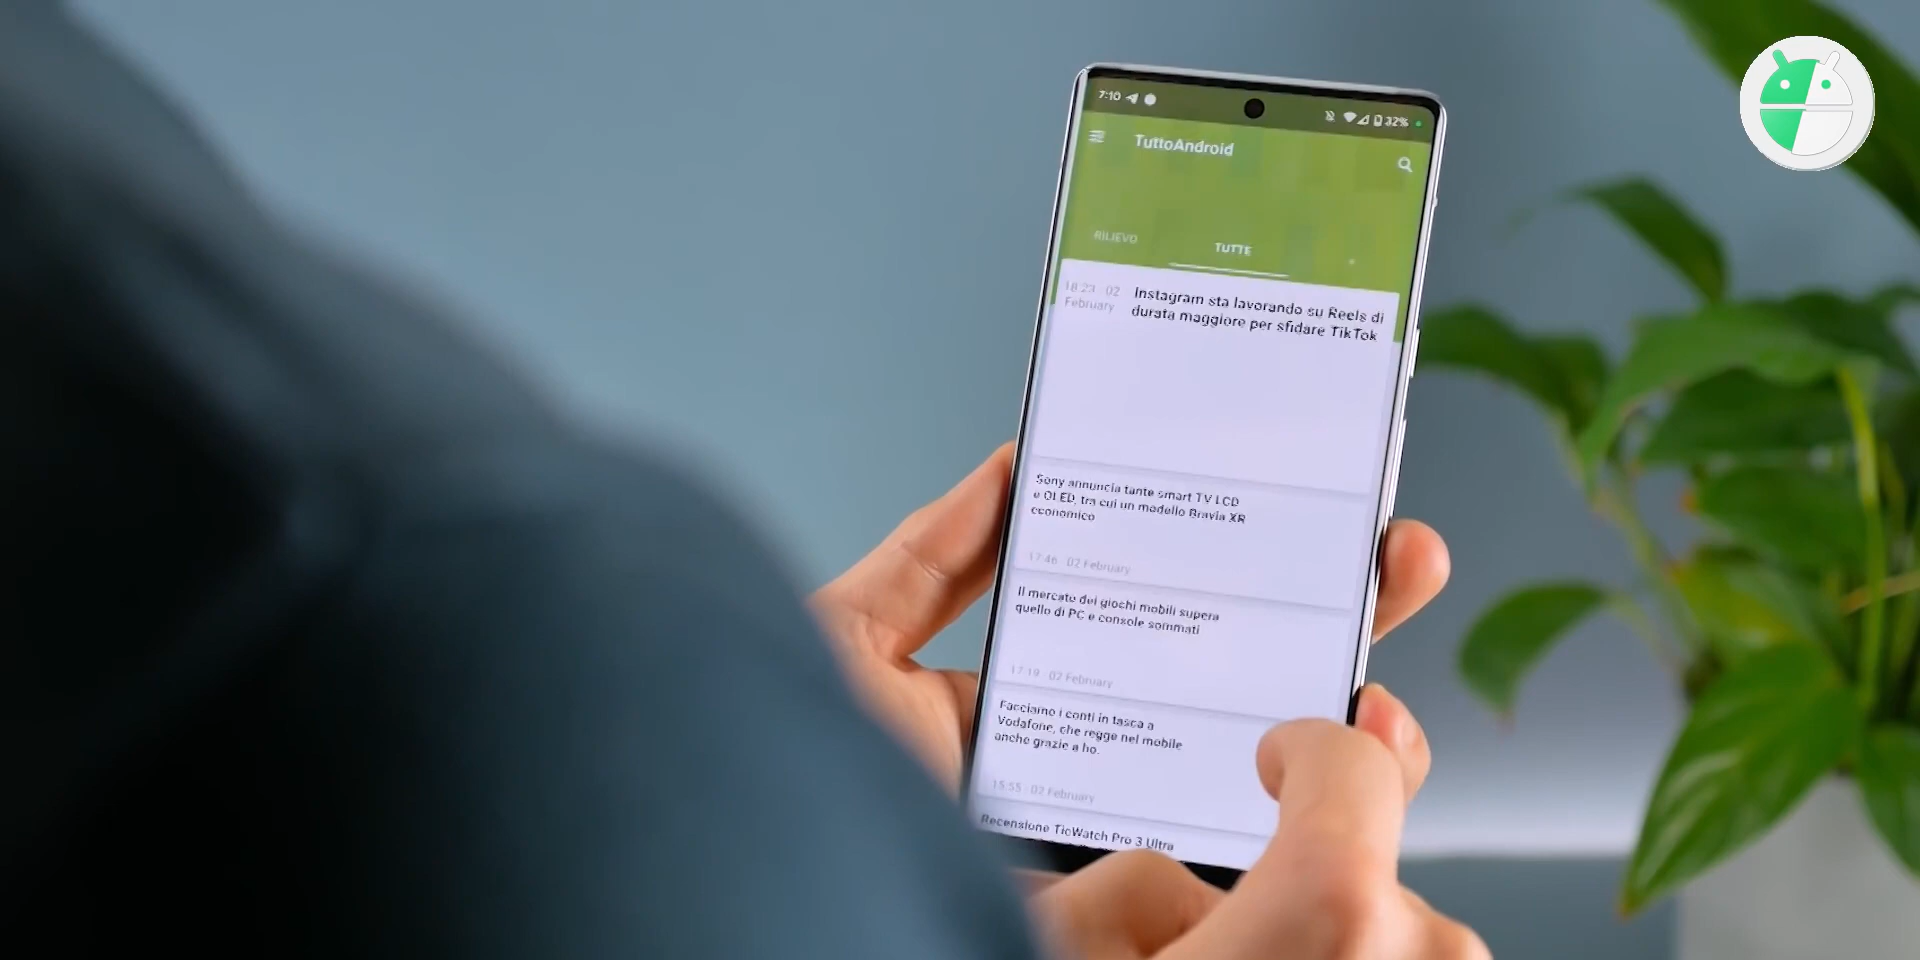 7:10
32%
TuttoAndroid
RILIEVO
TUTTE
18:23 02
February
Instagram sta lavorando su Reels di
durata maggiore per sfidare TikTok
Sony annuncia tante smart TV LCD
e OLED, tra cui un modello Bravia XR
economico
17:46 02 February
Il mercato dei giochi mobili supera
quello di PC e console sommati
17:19 02 February
Facciamo i conti in tasca a
Vodafone, che regge nel mobile
anche grazie a ho.
15:55 02 February
Recensione TicWatch Pro 3 Ultra